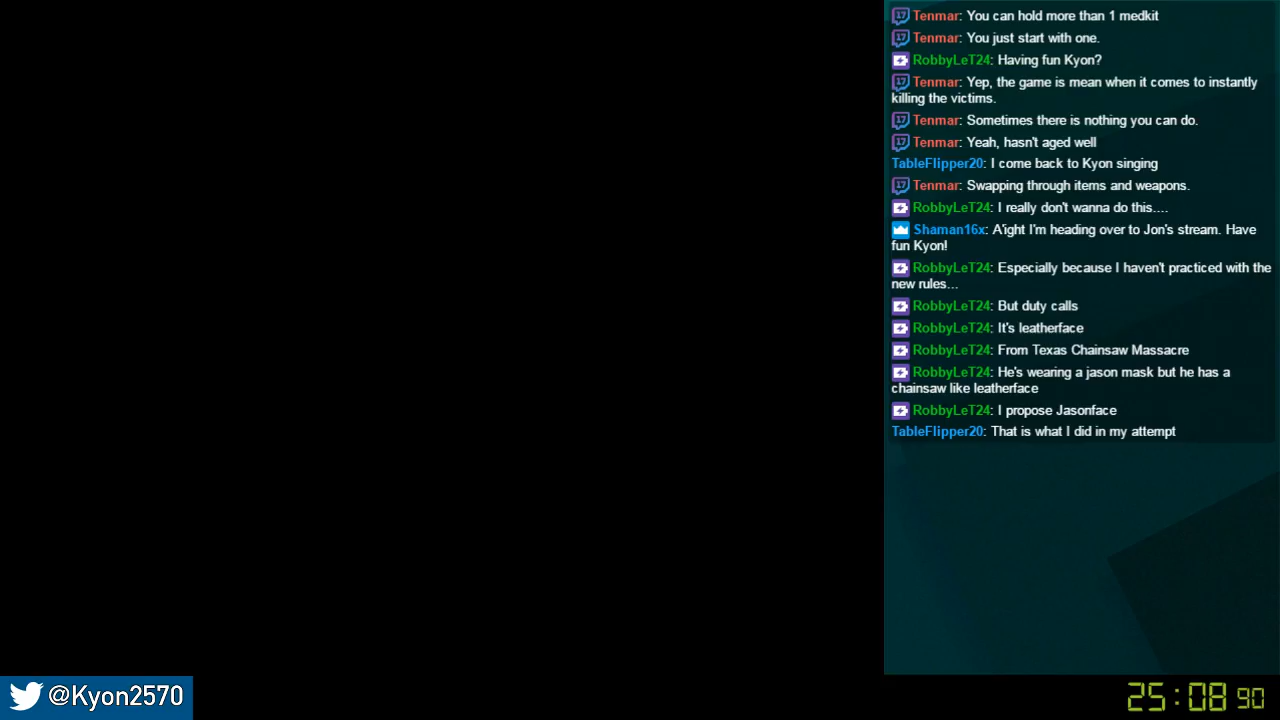 Tenmar: You can hold more than 1 medkit
Tenmar: You just start with one.
RobbyLeT24: Having fun Kyon?
Tenmar: Yep, the game is mean when it comes to instantly
killing the victims.
Tenmar: Sometimes there is nothing you can do.
Tenmar: Yeah, hasn't aged well
TableFlipper20: I come back to Kyon singing
Tenmar: Swapping through items and weapons.
RobbyLeT24: I really don't wanna do this....
Shaman16x: A'ight I'm heading over to Jon's stream. Have
fun Kyon!
RobbyLeT24: Especially because I haven't practiced with the
new rules...
RobbyLeT24: But duty calls
RobbyLeT24: It's leatherface
RobbyLeT24: From Texas Chainsaw Massacre
RobbyLeT24: He's wearing a jason mask but he has a
chainsaw like leatherface
RobbyLeT24: I propose Jasonface
TableFlipper20: That is what I did in my attempt
@Kyon2570
25:08 90